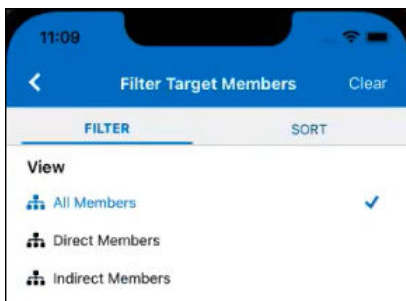 11:09
Filter Target Members Clear
FILTER SORT
View
All Members
Direct Members
Indirect Members